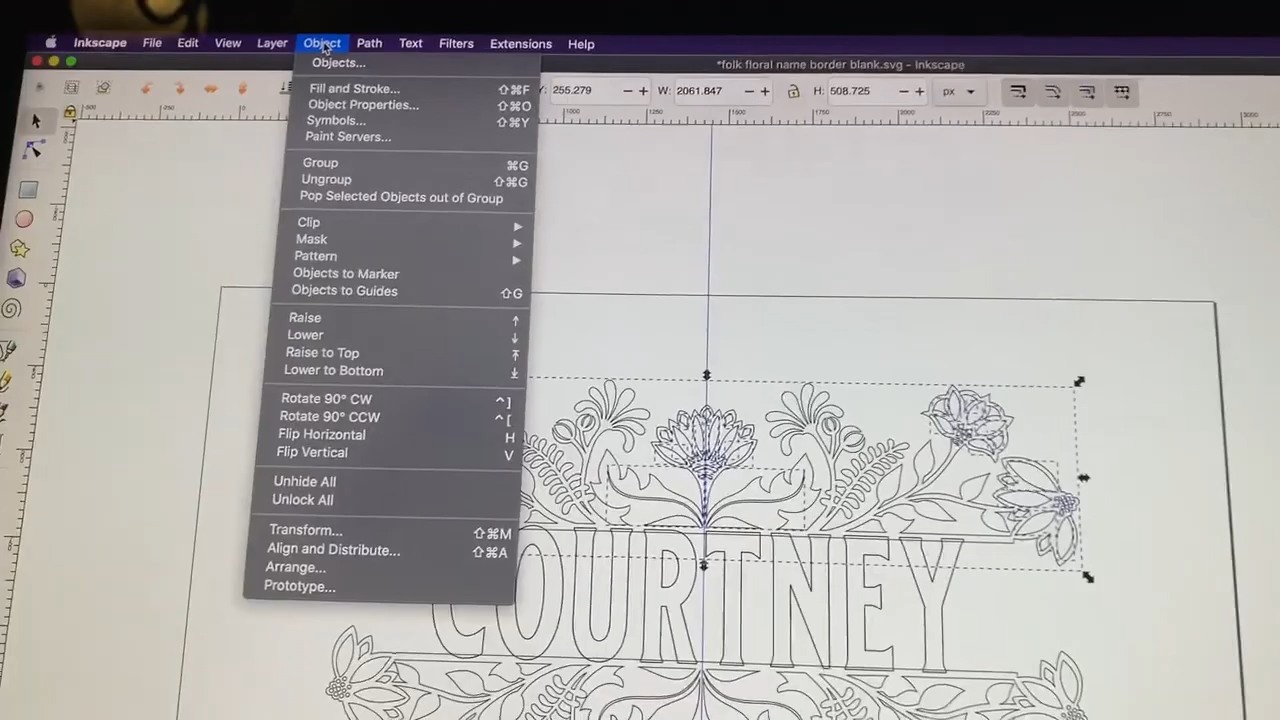 Inkscape File Edit View Layer Object Path Text Filters Extensions Help
*folk floral name border blank.svg - Inkscape
255.279 W: 2061.847 H: 508.725 px
Objects...
Fill and Stroke... ⇧⌘F
Object Properties... ⇧⌘O
Symbols... ⇧⌘Y
Paint Servers...
Group ⌘G
Ungroup ⇧⌘G
Pop Selected Objects out of Group
Clip
Mask
Pattern
Objects to Marker
Objects to Guides ⇧G
Raise
Lower
Raise to Top
Lower to Bottom
Rotate 90° CW ^]
Rotate 90° CCW ^[
Flip Horizontal H
Flip Vertical V
Unhide All
Unlock All
Transform... ⇧⌘M
Align and Distribute... ⇧⌘A
Arrange...
Prototype...
COURTNEY